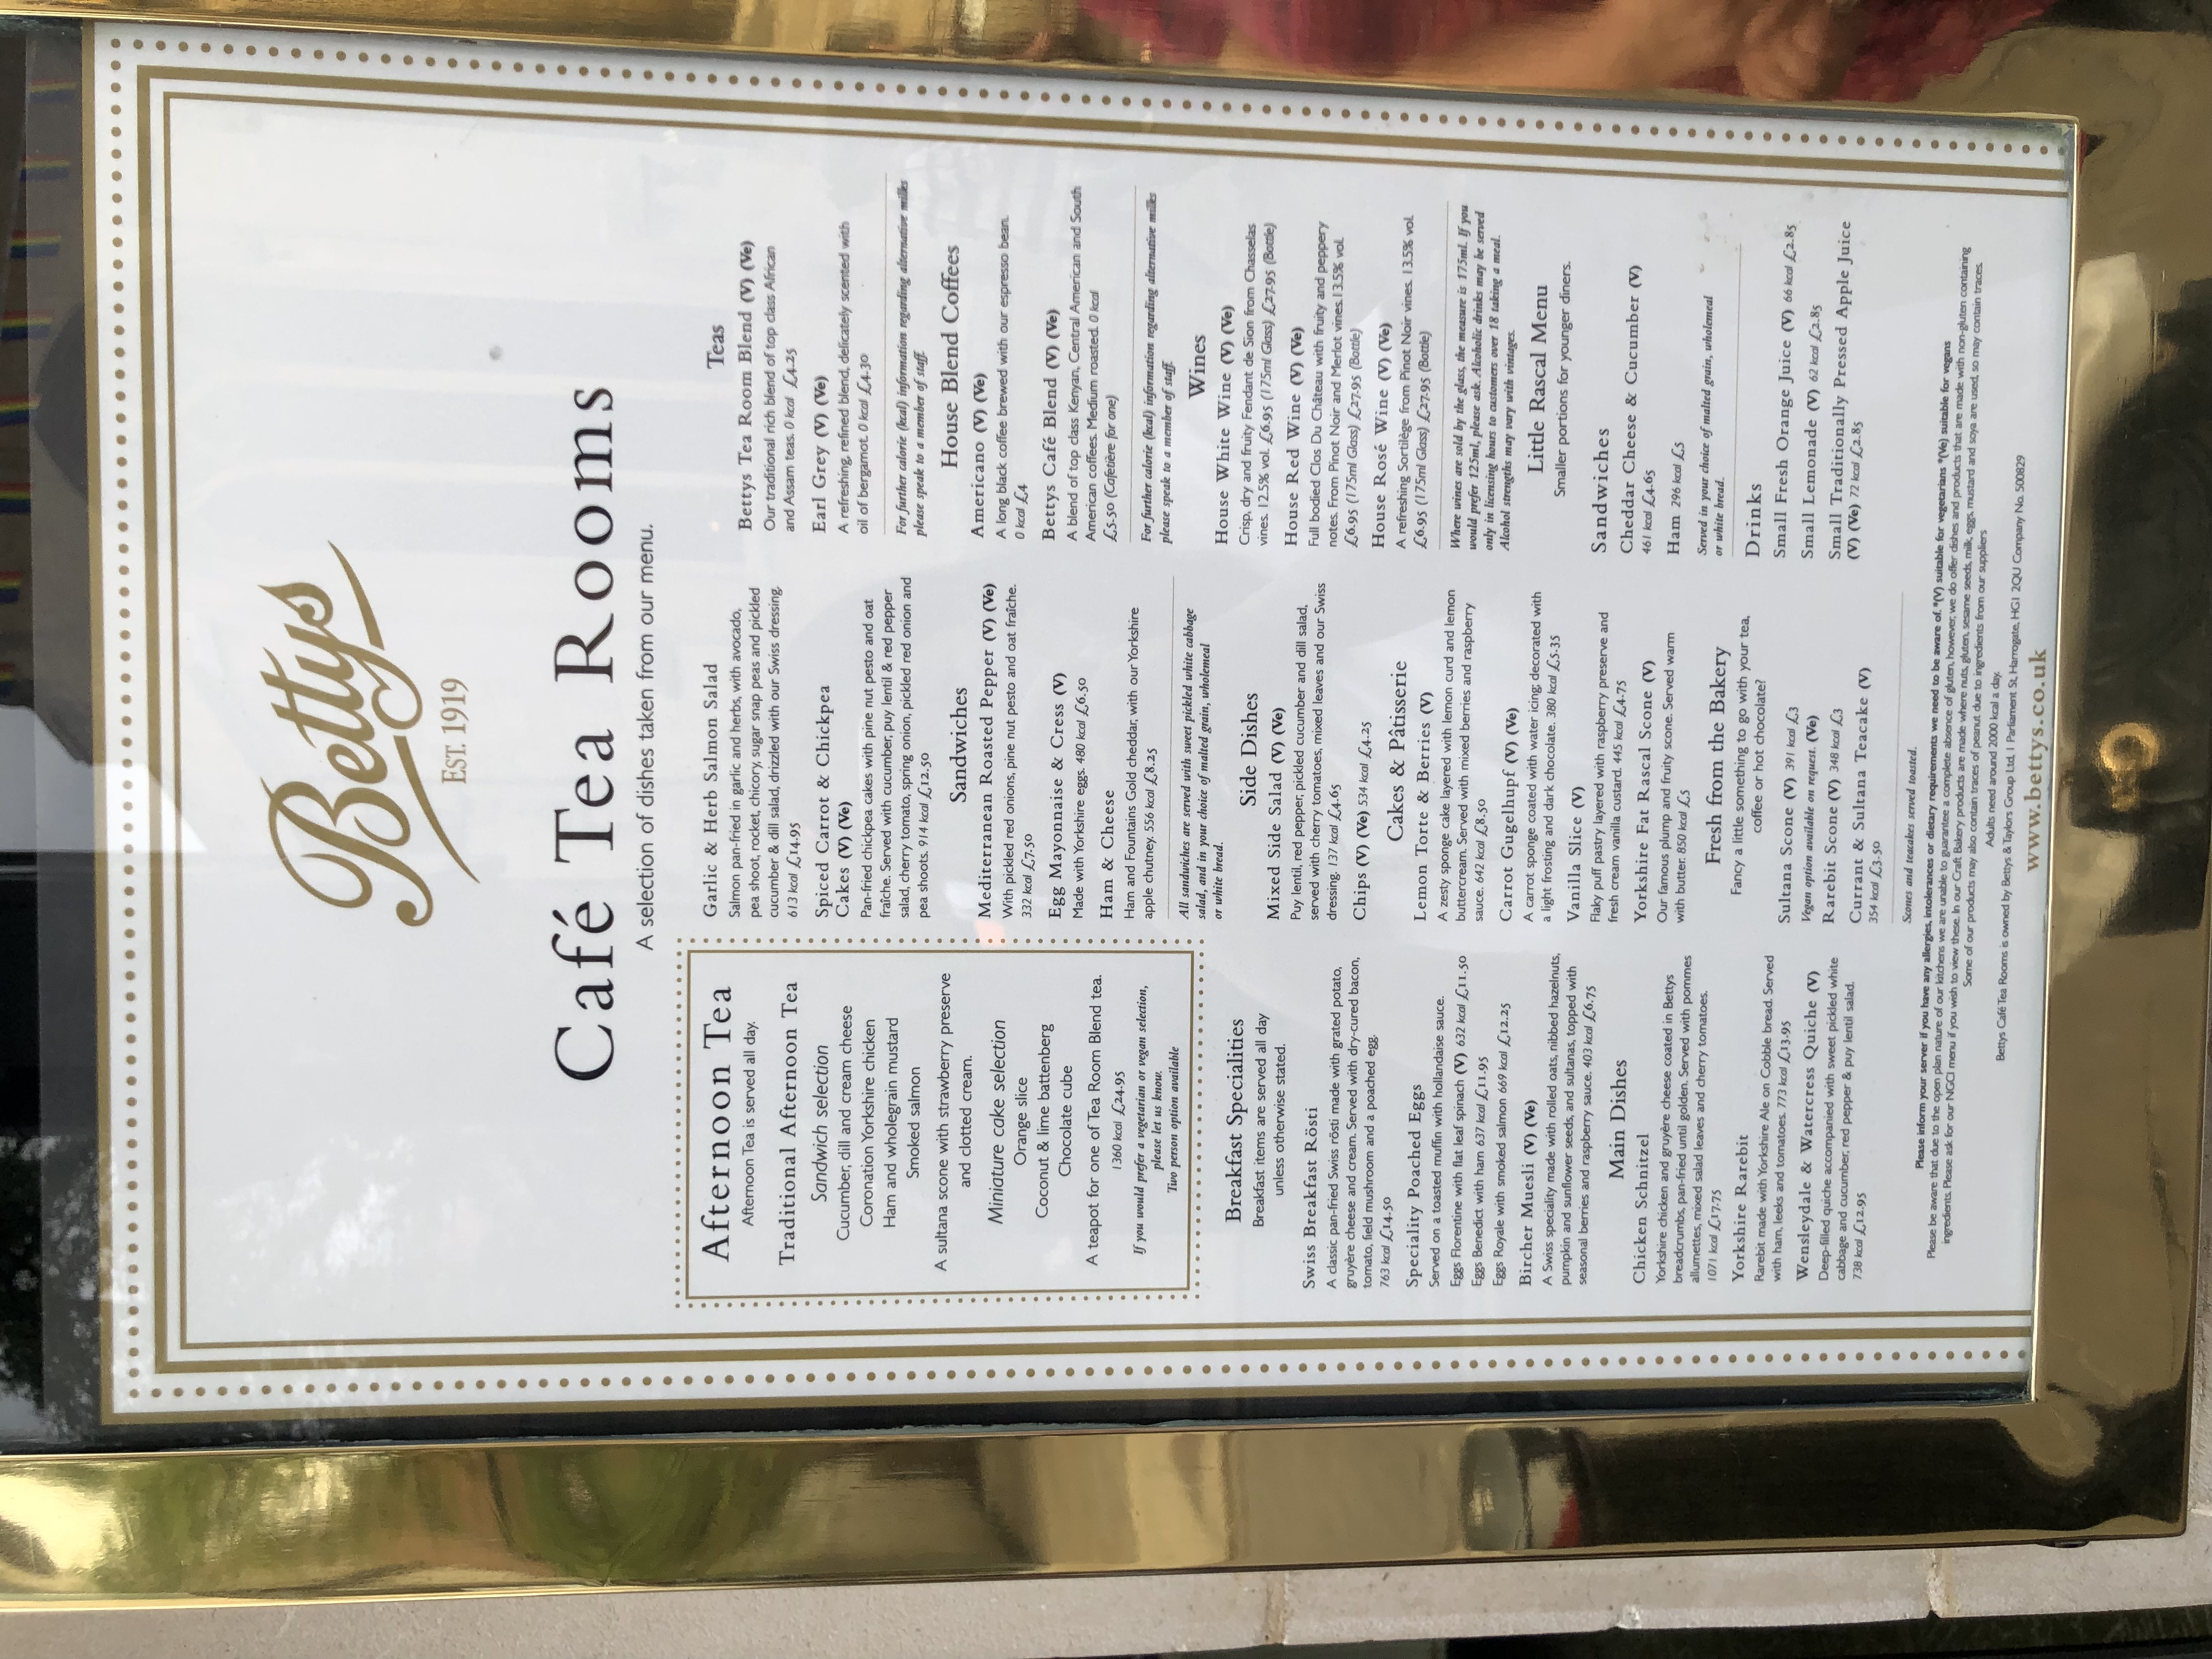 Bettys
EST. 1919
Café Tea Rooms
A selection of dishes taken from our menu.
Afternoon Tea
Afternoon Tea is served all day.
Traditional Afternoon Tea
Sandwich selection
Cucumber, dill and cream cheese
Coronation Yorkshire chicken
Ham and wholegrain mustard
Smoked salmon
A sultana scone with strawberry preserve
and clotted cream.
Miniature cake selection
Orange slice
Coconut & lime battenberg
Chocolate cube
A teapot for one of Tea Room Blend tea.
1360 kcal £24.95
If you would prefer a vegetarian or vegan selection,
please let us know.
Two person option available
Breakfast Specialities
Breakfast items are served all day
unless otherwise stated.
Swiss Breakfast Rösti
A classic pan-fried Swiss rösti made with grated potato,
gruyère cheese and cream. Served with dry-cured bacon,
tomato, field mushroom and a poached egg.
763 kcal £14.50
Speciality Poached Eggs
Served on a toasted muffin with hollandaise sauce.
Eggs Florentine with flat leaf spinach (V) 632 kcal £11.50
Eggs Benedict with ham 637 kcal £11.95
Eggs Royale with smoked salmon 669 kcal £12.25
Bircher Muesli (V) (Ve)
A Swiss speciality made with rolled oats, nibbed hazelnuts,
pumpkin and sunflower seeds, and sultanas, topped with
seasonal berries and raspberry sauce. 403 kcal £6.75
Main Dishes
Chicken Schnitzel
Yorkshire chicken and gruyère cheese coated in Bettys
breadcrumbs, pan-fried until golden. Served with pommes
allumettes, mixed salad leaves and cherry tomatoes.
1071 kcal £17.75
Yorkshire Rarebit
Rarebit made with Yorkshire Ale on Cobble bread. Served
with ham, leeks and tomatoes. 773 kcal £13.95
Wensleydale & Watercress Quiche (V)
Deep-filled quiche accompanied with sweet pickled white
cabbage and cucumber, red pepper & puy lentil salad.
738 kcal £12.95
Garlic & Herb Salmon Salad
Salmon pan-fried in garlic and herbs, with avocado,
pea shoot, rocket, chicory, sugar snap peas and pickled
cucumber & dill salad, drizzled with our Swiss dressing.
613 kcal £14.95
Spiced Carrot & Chickpea
Cakes (V) (Ve)
Pan-fried chickpea cakes with pine nut pesto and oat
fraîche. Served with cucumber, puy lentil & red pepper
salad, cherry tomato, spring onion, pickled red onion and
pea shoots. 914 kcal £12.50
Sandwiches
Mediterranean Roasted Pepper (V) (Ve)
With pickled red onions, pine nut pesto and oat fraîche.
332 kcal £7.50
Egg Mayonnaise & Cress (V)
Made with Yorkshire eggs. 480 kcal £6.50
Ham & Cheese
Ham and Fountains Gold cheddar, with our Yorkshire
apple chutney. 556 kcal £8.25
All sandwiches are served with sweet pickled white cabbage
salad, and in your choice of malted grain, wholemeal
or white bread.
Side Dishes
Mixed Side Salad (V) (Ve)
Puy lentil, red pepper, pickled cucumber and dill salad,
served with cherry tomatoes, mixed leaves and our Swiss
dressing. 137 kcal £4.65
Chips (V) (Ve) 534 kcal £4.25
Cakes & Pâtisserie
Lemon Torte & Berries (V)
A zesty sponge cake layered with lemon curd and lemon
buttercream. Served with mixed berries and raspberry
sauce. 642 kcal £8.50
Carrot Gugelhupf (V) (Ve)
A carrot sponge coated with water icing; decorated with
a light frosting and dark chocolate. 380 kcal £5.35
Vanilla Slice (V)
Flaky puff pastry layered with raspberry preserve and
fresh cream vanilla custard. 445 kcal £4.75
Yorkshire Fat Rascal Scone (V)
Our famous plump and fruity scone. Served warm
with butter. 850 kcal £5
Fresh from the Bakery
Fancy a little something to go with your tea,
coffee or hot chocolate?
Sultana Scone (V) 391 kcal £3
Vegan option available on request. (Ve)
Rarebit Scone (V) 348 kcal £3
Currant & Sultana Teacake (V)
354 kcal £3.50
Scones and teacakes served toasted.
Teas
Bettys Tea Room Blend (V) (Ve)
Our traditional rich blend of top class African
and Assam teas. 0 kcal £4.25
Earl Grey (V) (Ve)
A refreshing, refined blend, delicately scented with
oil of bergamot. 0 kcal £4.30
For further calorie (kcal) information regarding alternative milks
please speak to a member of staff.
House Blend Coffees
Americano (V) (Ve)
A long black coffee brewed with our espresso bean.
0 kcal £4
Bettys Café Blend (V) (Ve)
A blend of top class Kenyan, Central American and South
American coffees. Medium roasted. 0 kcal
£5.50 (Cafetière for one)
For further calorie (kcal) information regarding alternative milks
please speak to a member of staff.
Wines
House White Wine (V) (Ve)
Crisp, dry and fruity Fendant de Sion from Chasselas
vines. 12.5% vol. £6.95 (175ml Glass) £27.95 (Bottle)
House Red Wine (V) (Ve)
Full bodied Clos Du Château with fruity and peppery
notes. From Pinot Noir and Merlot vines.13.5% vol.
£6.95 (175ml Glass) £27.95 (Bottle)
House Rosé Wine (V) (Ve)
A refreshing Sortilège from Pinot Noir vines. 13.5% vol.
£6.95 (175ml Glass) £27.95 (Bottle)
Where wines are sold by the glass, the measure is 175ml. If you
would prefer 125ml, please ask. Alcoholic drinks may be served
only in licensing hours to customers over 18 taking a meal.
Alcohol strengths may vary with vintages.
Little Rascal Menu
Smaller portions for younger diners.
Sandwiches
Cheddar Cheese & Cucumber (V)
461 kcal £4.65
Ham 296 kcal £5
Served in your choice of malted grain, wholemeal
or white bread.
Drinks
Small Fresh Orange Juice (V) 66 kcal £2.85
Small Lemonade (V) 62 kcal £2.85
Small Traditionally Pressed Apple Juice
(V) (Ve) 72 kcal £2.85
Please inform your server if you have any allergies, intolerances or dietary requirements we need to be aware of. *(V) suitable for vegetarians *(Ve) suitable for vegans
Please be aware that due to the open plan nature of our kitchens we are unable to guarantee a complete absence of gluten, however, we do offer dishes and products that are made with non-gluten containing
ingredients. Please ask for our NGCI menu if you wish to view these. In our Craft Bakery products are made where nuts, gluten, sesame seeds, milk, eggs, mustard and soya are used, so may contain traces.
Some of our products may also contain traces of peanut due to ingredients from our suppliers
Adults need around 2000 kcal a day.
Bettys Café Tea Rooms is owned by Bettys & Taylors Group Ltd, 1 Parliament St, Harrogate, HG1 2QU Company No. 500829
www.bettys.co.uk